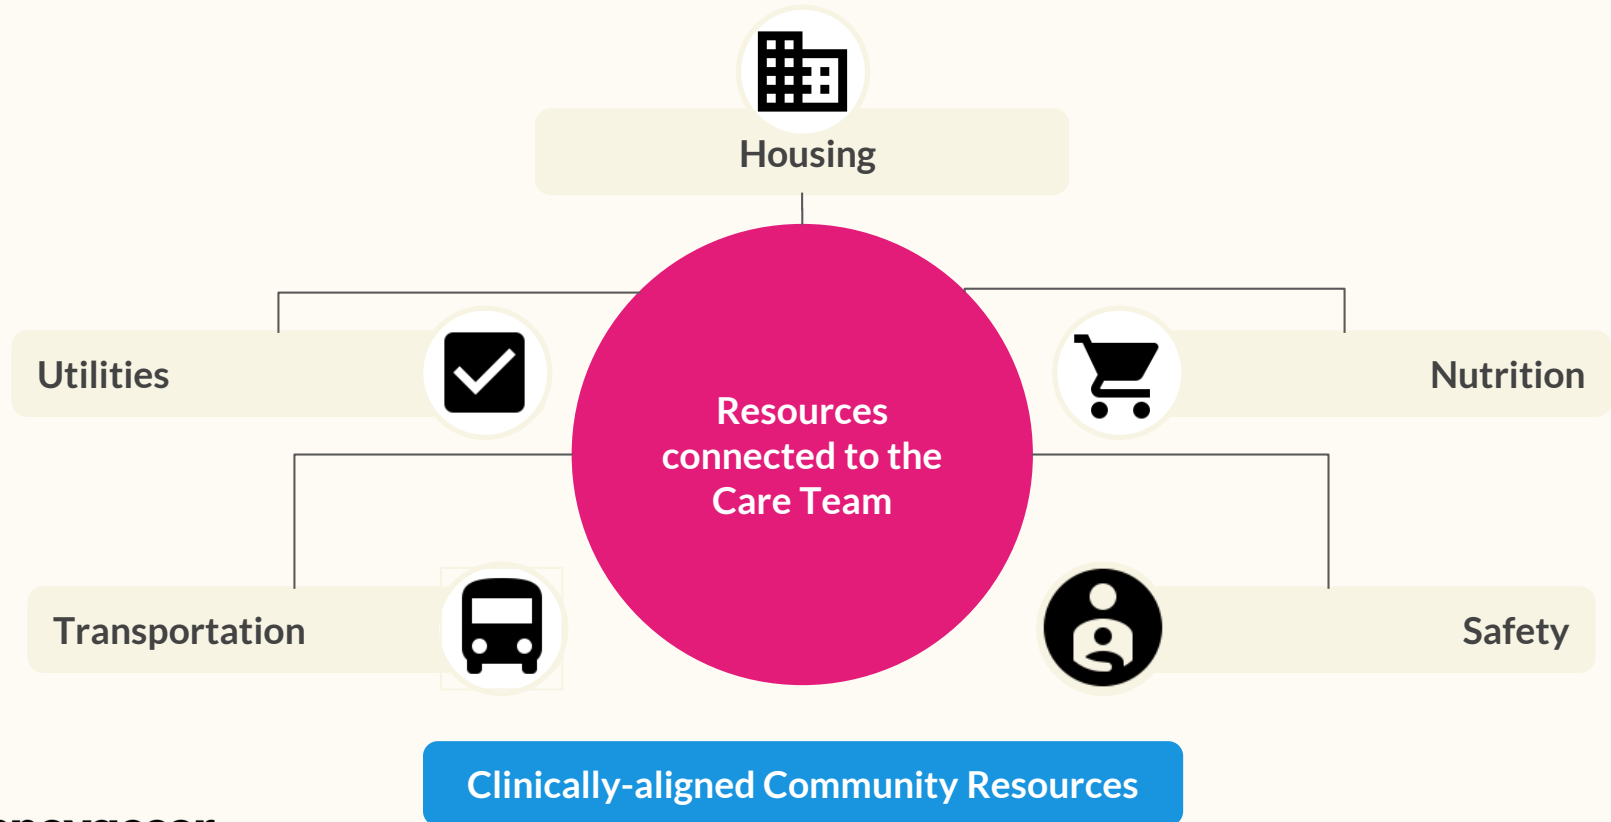 Housing
Utilities
Nutrition
Resources
connected to the
Care Team
Transportation
Safety
Clinically-aligned Community Resources